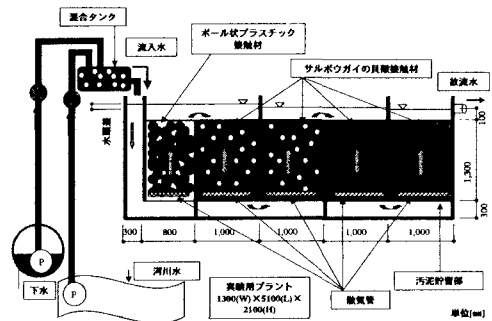 混合タンク
流入水
ボール状プラスチック
接触材
サルボウガイの貝殻接触材
放流水
水頭差
100
1,300
300
300
800
1,000
1,000
1,000
1,000
P
P
下水
河川水
実験用プラント
1300(W)×5100(L)×
2100(H)
散気管
汚泥貯留部
単位[mm]